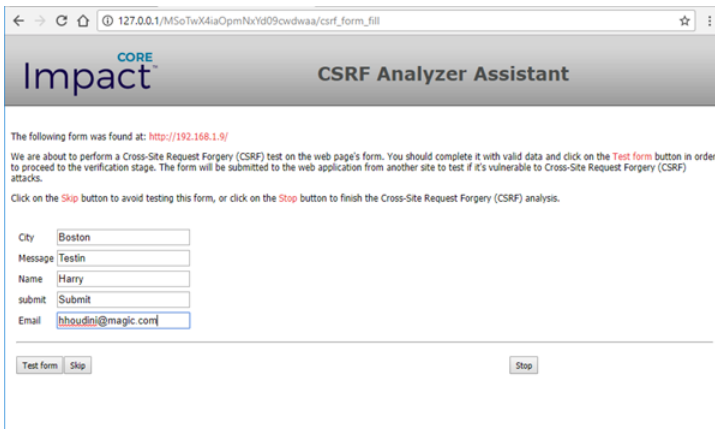 127.0.0.1/MSoTwX4iaOpmNxYd09cwdwaa/csrf_form_fill
CORE
Impact™
CSRF Analyzer Assistant
The following form was found at: http://192.168.1.9/
We are about to perform a Cross-Site Request Forgery (CSRF) test on the web page's form. You should complete it with valid data and click on the Test form button in order
to proceed to the verification stage. The form will be submitted to the web application from another site to test if it's vulnerable to Cross-Site Request Forgery (CSRF)
attacks.
Click on the Skip button to avoid testing this form, or click on the Stop button to finish the Cross-Site Request Forgery (CSRF) analysis.
City Boston
Message Testin
Name Harry
submit Submit
Email hhoudini@magic.com
Test form Skip Stop